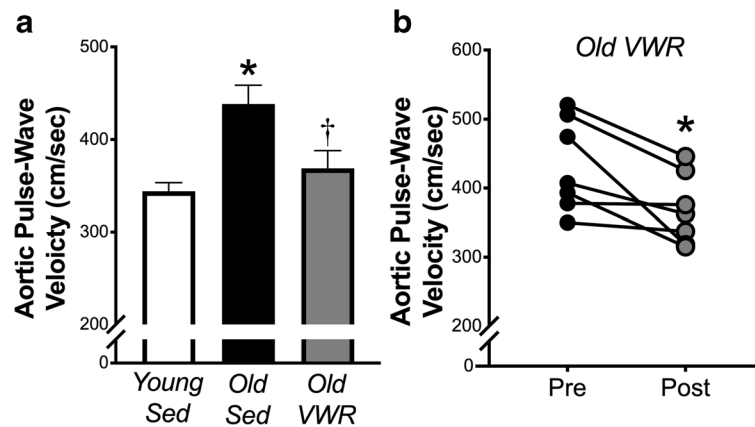 a
Aortic Pulse-Wave
Veloicty (cm/sec)
500
400
300
200
0
*
†
Young
Sed
Old
Sed
Old
VWR
b
Old VWR
Aortic Pulse-Wave
Velocity (cm/sec)
600
500
400
300
200
0
*
Pre
Post